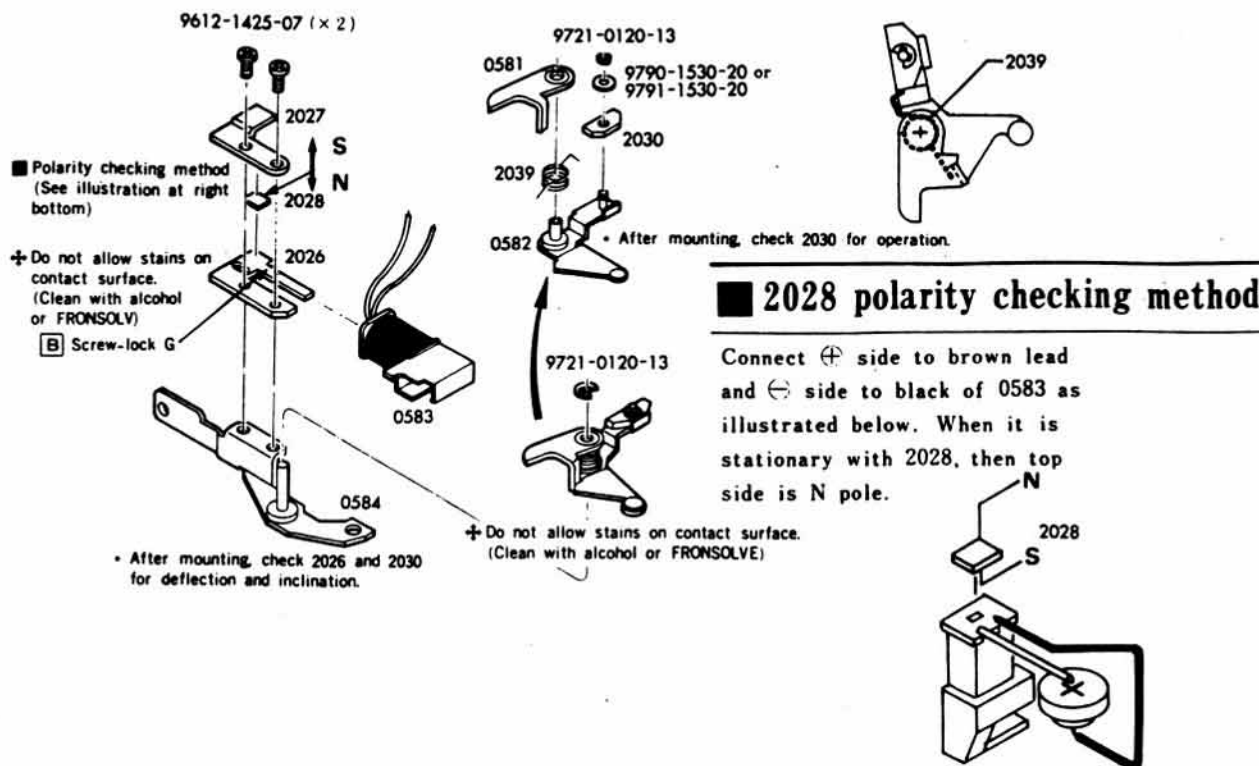 9612-1425-07 (× 2)
2027
S
N
■ Polarity checking method
(See illustration at right
bottom)
2028
✢ Do not allow stains on
contact surface.
(Clean with alcohol
or FRONSOLV)
2026
B Screw-lock G
0583
0584
• After mounting, check 2026 and 2030
for deflection and inclination.
9721-0120-13
0581
9790-1530-20 or
9791-1530-20
2030
2039
0582
• After mounting, check 2030 for operation.
9721-0120-13
✢ Do not allow stains on contact surface.
(Clean with alcohol or FRONSOLVE)
2039
■ 2028 polarity checking method
Connect ⊕ side to brown lead
and ⊖ side to black of 0583 as
illustrated below. When it is
stationary with 2028, then top
side is N pole.
N
2028
S